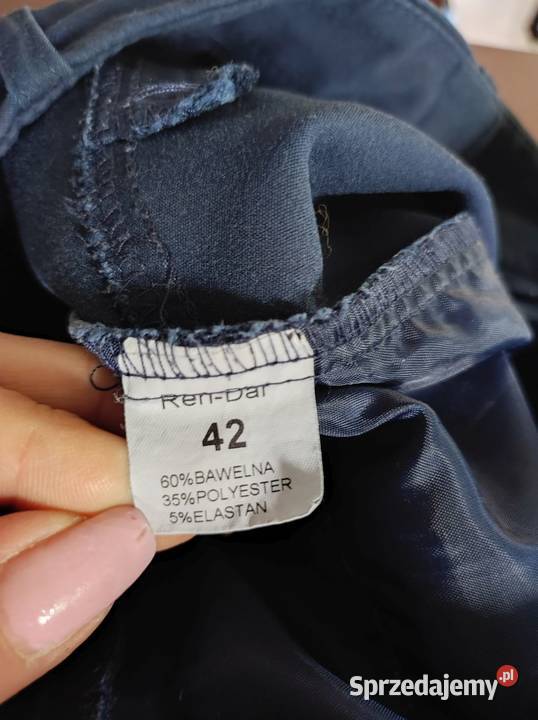 Ren-Dar
42
60%BAWELNA
35%POLYESTER
5%ELASTAN
Sprzedajemy.pl